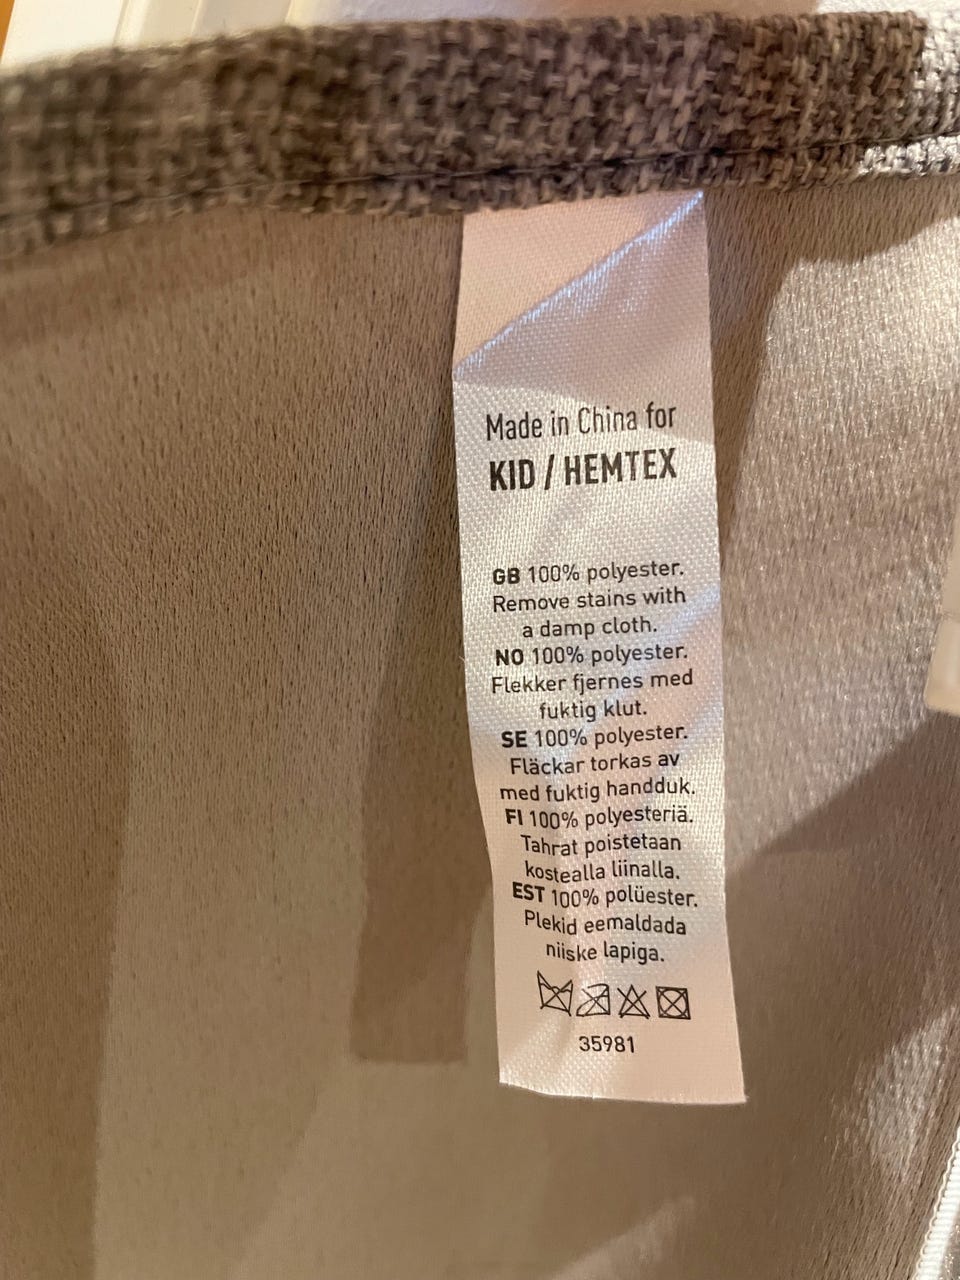 Made in China for
KID / HEMTEX
GB 100% polyester.
Remove stains with
a damp cloth.
NO 100% polyester.
Flekker fjernes med
fuktig klut.
SE 100% polyester.
Fläckar torkas av
med fuktig handduk.
FI 100% polyesteriä.
Tahrat poistetaan
kostealla liinalla.
EST 100% polüester.
Plekid eemaldada
niiske lapiga.
35981